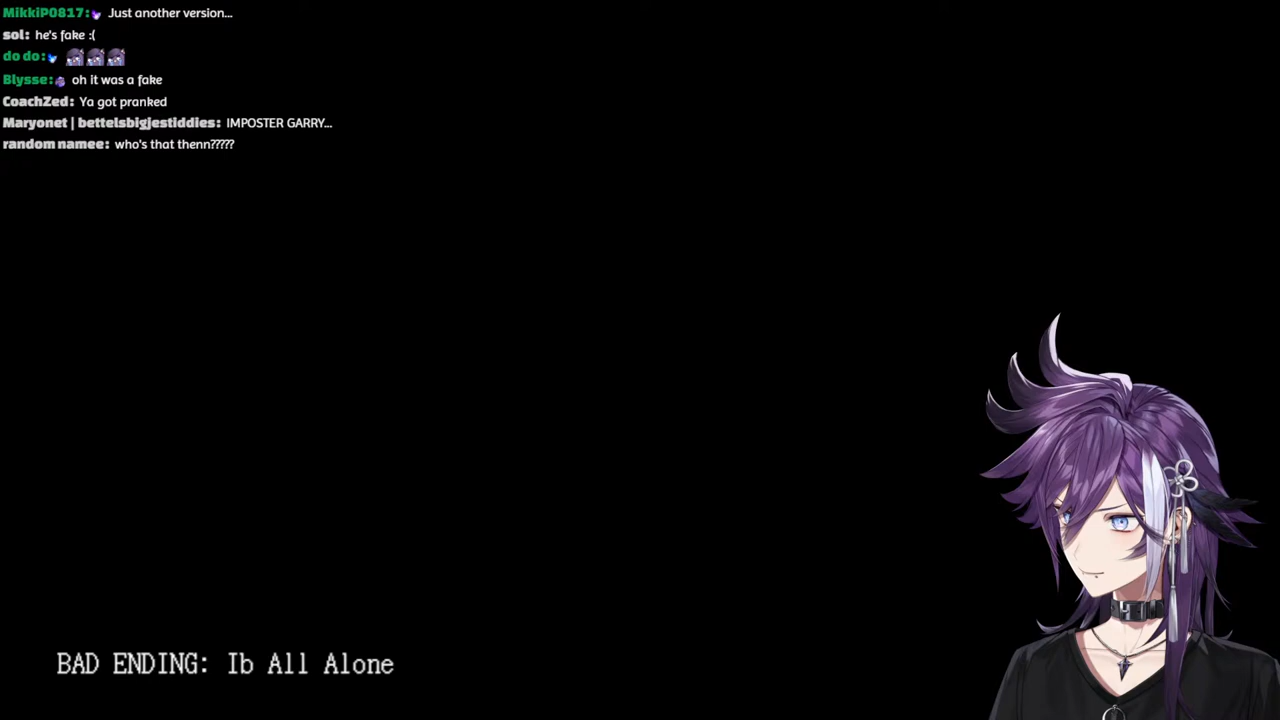 MikkiP0817: Just another version...
sol: he's fake :(
do do:
Blysse: oh it was a fake
CoachZed: Ya got pranked
Maryonet | bettelsbigjestiddies: IMPOSTER GARRY...
random namee: who's that thenn?????
BAD ENDING: Ib All Alone